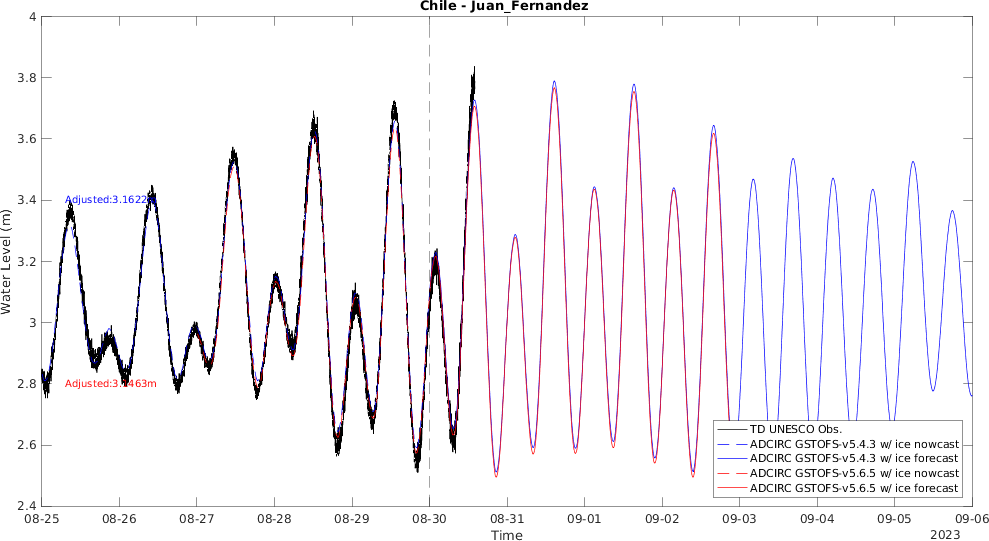 Chile - Juan_Fernandez
Water Level (m)
4
3.8
3.6
3.4
3.2
3
2.8
2.6
2.4
TD UNESCO Obs.
ADCIRC GSTOFS-v5.4.3 w/ ice nowcast
ADCIRC GSTOFS-v5.4.3 w/ ice forecast
ADCIRC GSTOFS-v5.6.5 w/ ice nowcast
ADCIRC GSTOFS-v5.6.5 w/ ice forecast
08-25 08-26 08-27 08-28 08-29 08-30 08-31 09-01 09-02 09-03 09-04 09-05 09-06
Time
2023